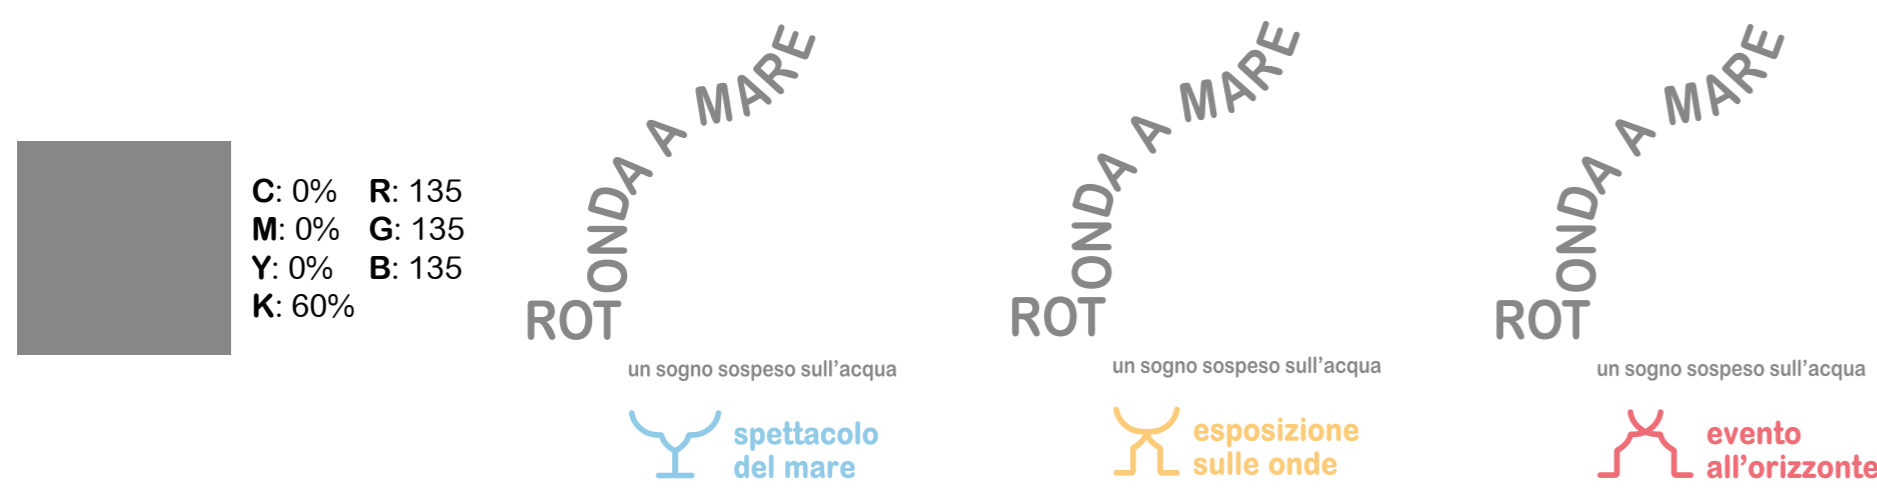 C: 0% R: 135
M: 0% G: 135
Y: 0% B: 135
K: 60%
ROTONDA A MARE
un sogno sospeso sull'acqua
spettacolo
del mare
ROTONDA A MARE
un sogno sospeso sull'acqua
esposizione
sulle onde
ROTONDA A MARE
un sogno sospeso sull'acqua
evento
all'orizzonte